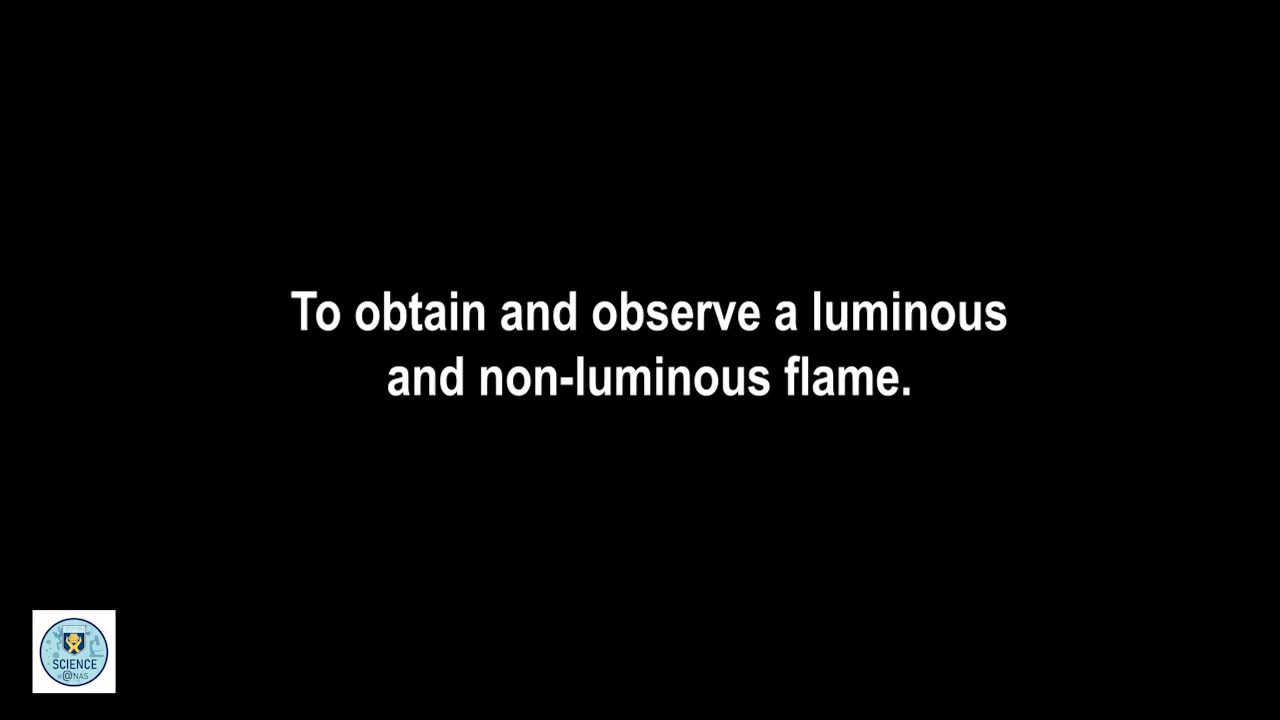 To obtain and observe a luminous
and non-luminous flame.
SCIENCE
@NAS